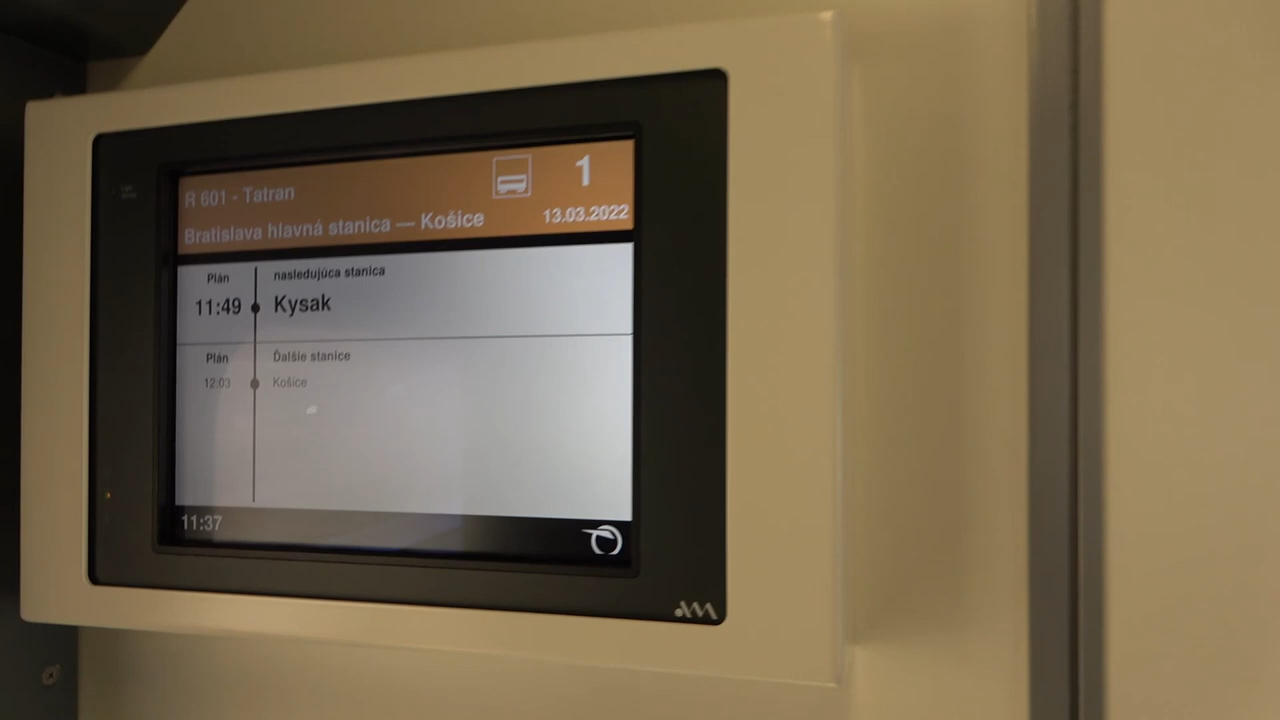 R 601 - Tatran
1
Bratislava hlavná stanica — Košice
13.03.2022
Plán
nasledujúca stanica
11:49
Kysak
Plán
Ďalšie stanice
12:03
Košice
11:37